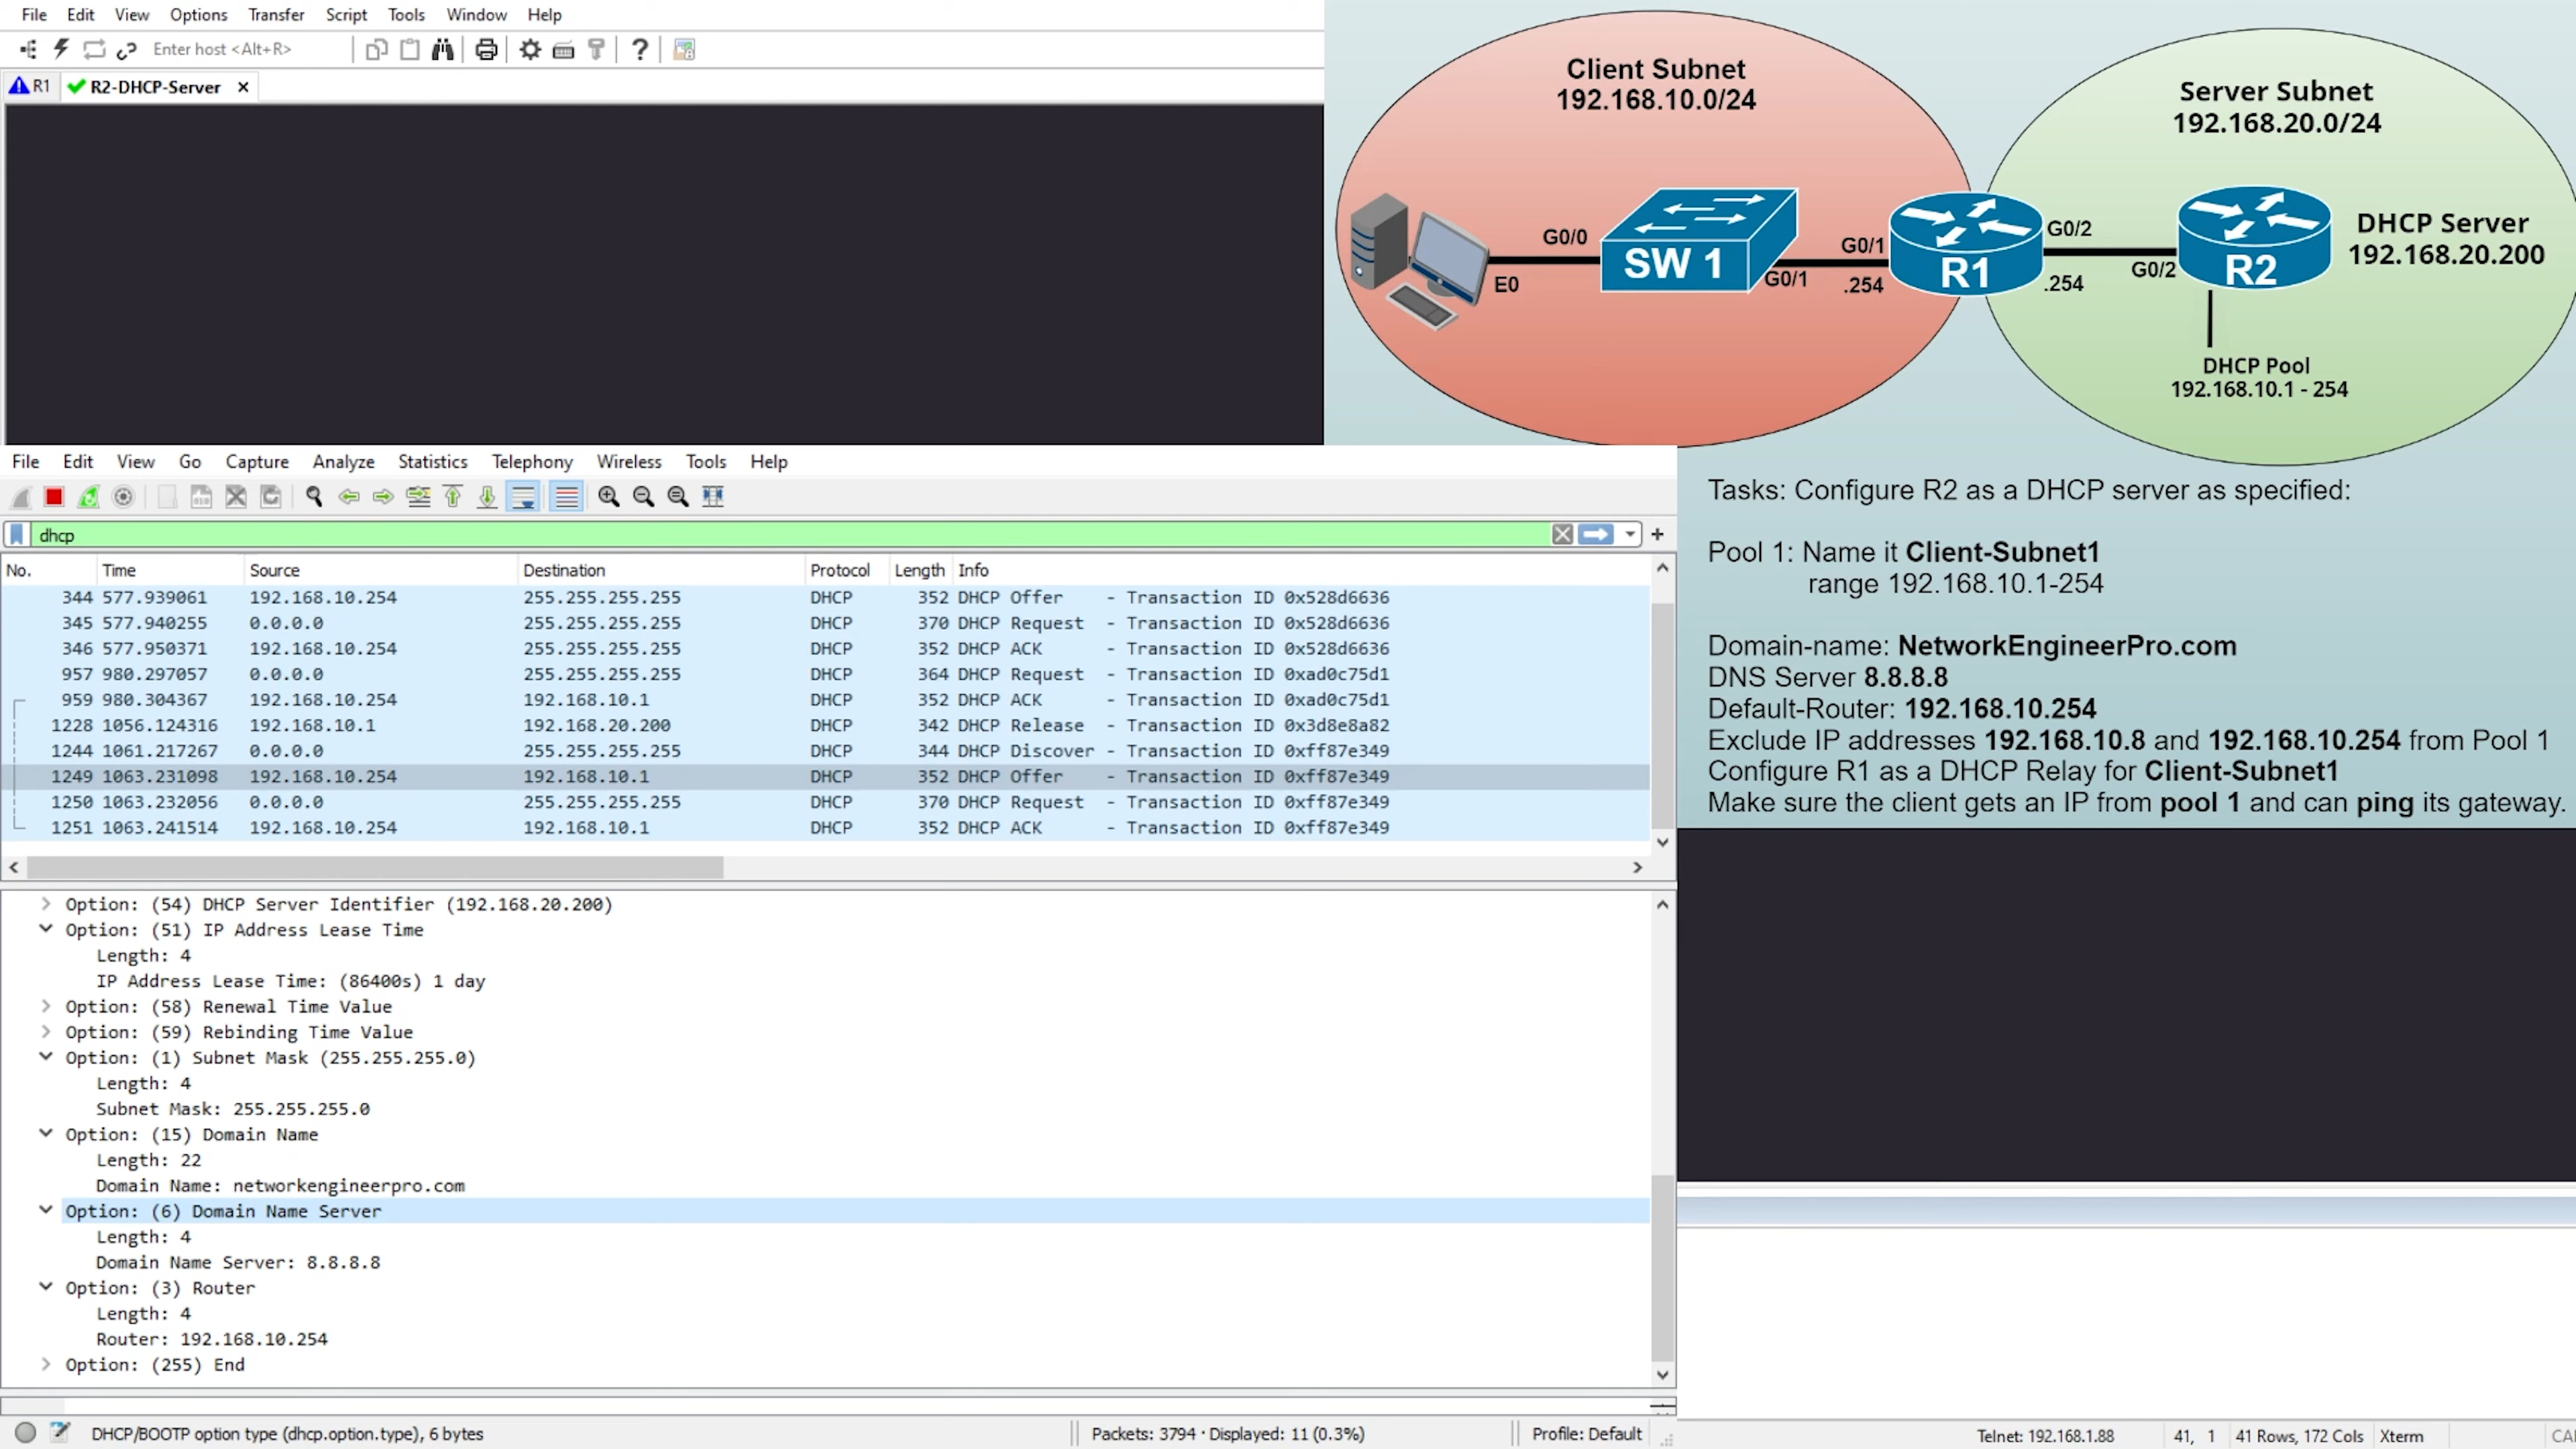 File Edit View Options Transfer Script Tools Window Help
Enter host <Alt+R>
R1 R2-DHCP-Server
Client Subnet
192.168.10.0/24
Server Subnet
192.168.20.0/24
G0/0
E0
SW 1
G0/1
G0/1
.254
R1
G0/2
.254
G0/2
R2
DHCP Server
192.168.20.200
DHCP Pool
192.168.10.1 - 254
Tasks: Configure R2 as a DHCP server as specified:
Pool 1: Name it Client-Subnet1
range 192.168.10.1-254
Domain-name: NetworkEngineerPro.com
DNS Server 8.8.8.8
Default-Router: 192.168.10.254
Exclude IP addresses 192.168.10.8 and 192.168.10.254 from Pool 1
Configure R1 as a DHCP Relay for Client-Subnet1
Make sure the client gets an IP from pool 1 and can ping its gateway.
File Edit View Go Capture Analyze Statistics Telephony Wireless Tools Help
dhcp
No. Time Source Destination Protocol Length Info
344 577.939061 192.168.10.254 255.255.255.255 DHCP 352 DHCP Offer - Transaction ID 0x528d6636
345 577.940255 0.0.0.0 255.255.255.255 DHCP 370 DHCP Request - Transaction ID 0x528d6636
346 577.950371 192.168.10.254 255.255.255.255 DHCP 352 DHCP ACK - Transaction ID 0x528d6636
957 980.297057 0.0.0.0 255.255.255.255 DHCP 364 DHCP Request - Transaction ID 0xad0c75d1
959 980.304367 192.168.10.254 192.168.10.1 DHCP 352 DHCP ACK - Transaction ID 0xad0c75d1
1228 1056.124316 192.168.10.1 192.168.20.200 DHCP 342 DHCP Release - Transaction ID 0x3d8e8a82
1244 1061.217267 0.0.0.0 255.255.255.255 DHCP 344 DHCP Discover - Transaction ID 0xff87e349
1249 1063.231098 192.168.10.254 192.168.10.1 DHCP 352 DHCP Offer - Transaction ID 0xff87e349
1250 1063.232056 0.0.0.0 255.255.255.255 DHCP 370 DHCP Request - Transaction ID 0xff87e349
1251 1063.241514 192.168.10.254 192.168.10.1 DHCP 352 DHCP ACK - Transaction ID 0xff87e349
Option: (54) DHCP Server Identifier (192.168.20.200)
Option: (51) IP Address Lease Time
Length: 4
IP Address Lease Time: (86400s) 1 day
Option: (58) Renewal Time Value
Option: (59) Rebinding Time Value
Option: (1) Subnet Mask (255.255.255.0)
Length: 4
Subnet Mask: 255.255.255.0
Option: (15) Domain Name
Length: 22
Domain Name: networkengineerpro.com
Option: (6) Domain Name Server
Length: 4
Domain Name Server: 8.8.8.8
Option: (3) Router
Length: 4
Router: 192.168.10.254
Option: (255) End
DHCP/BOOTP option type (dhcp.option.type), 6 bytes
Packets: 3794 · Displayed: 11 (0.3%)
Profile: Default
Telnet: 192.168.1.88 41, 1 41 Rows, 172 Cols Xterm CA